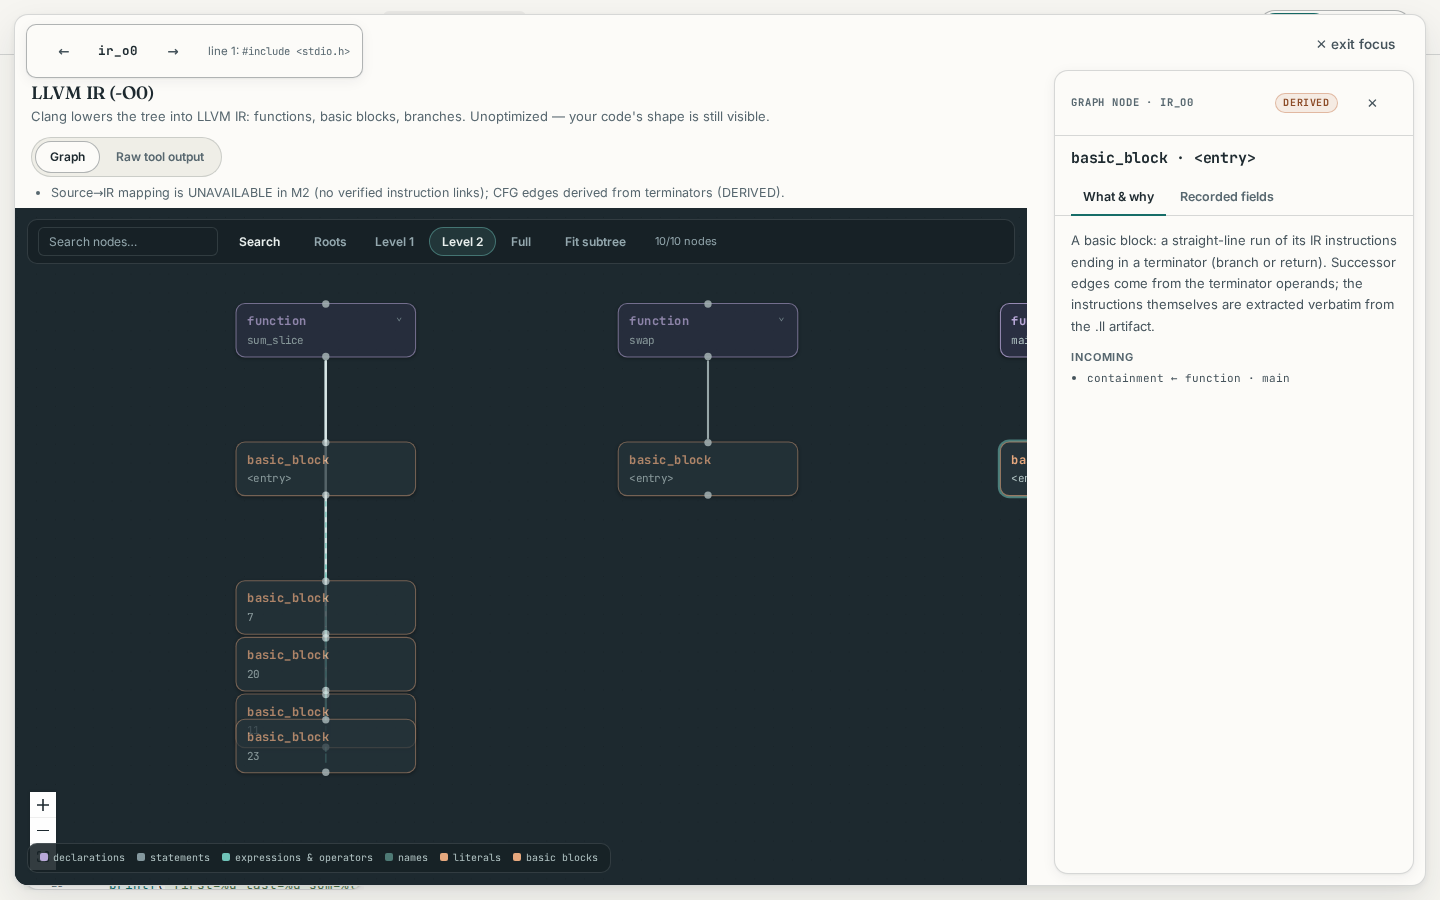 ← ir_o0 → line 1: #include <stdio.h>
× exit focus
LLVM IR (-O0)
Clang lowers the tree into LLVM IR: functions, basic blocks, branches. Unoptimized — your code's shape is still visible.
Graph Raw tool output
• Source→IR mapping is UNAVAILABLE in M2 (no verified instruction links); CFG edges derived from terminators (DERIVED).
Search nodes... Search Roots Level 1 Level 2 Full Fit subtree 10/10 nodes
function
sum_slice
function
swap
basic_block
<entry>
basic_block
<entry>
basic_block
7
basic_block
20
basic_block
basic_block
23
+
—
declarations statements expressions & operators names literals basic blocks
GRAPH NODE · IR_O0 DERIVED ×
basic_block · <entry>
What & why Recorded fields
A basic block: a straight-line run of its IR instructions
ending in a terminator (branch or return). Successor
edges come from the terminator operands; the
instructions themselves are extracted verbatim from
the .ll artifact.
INCOMING
• containment ← function · main